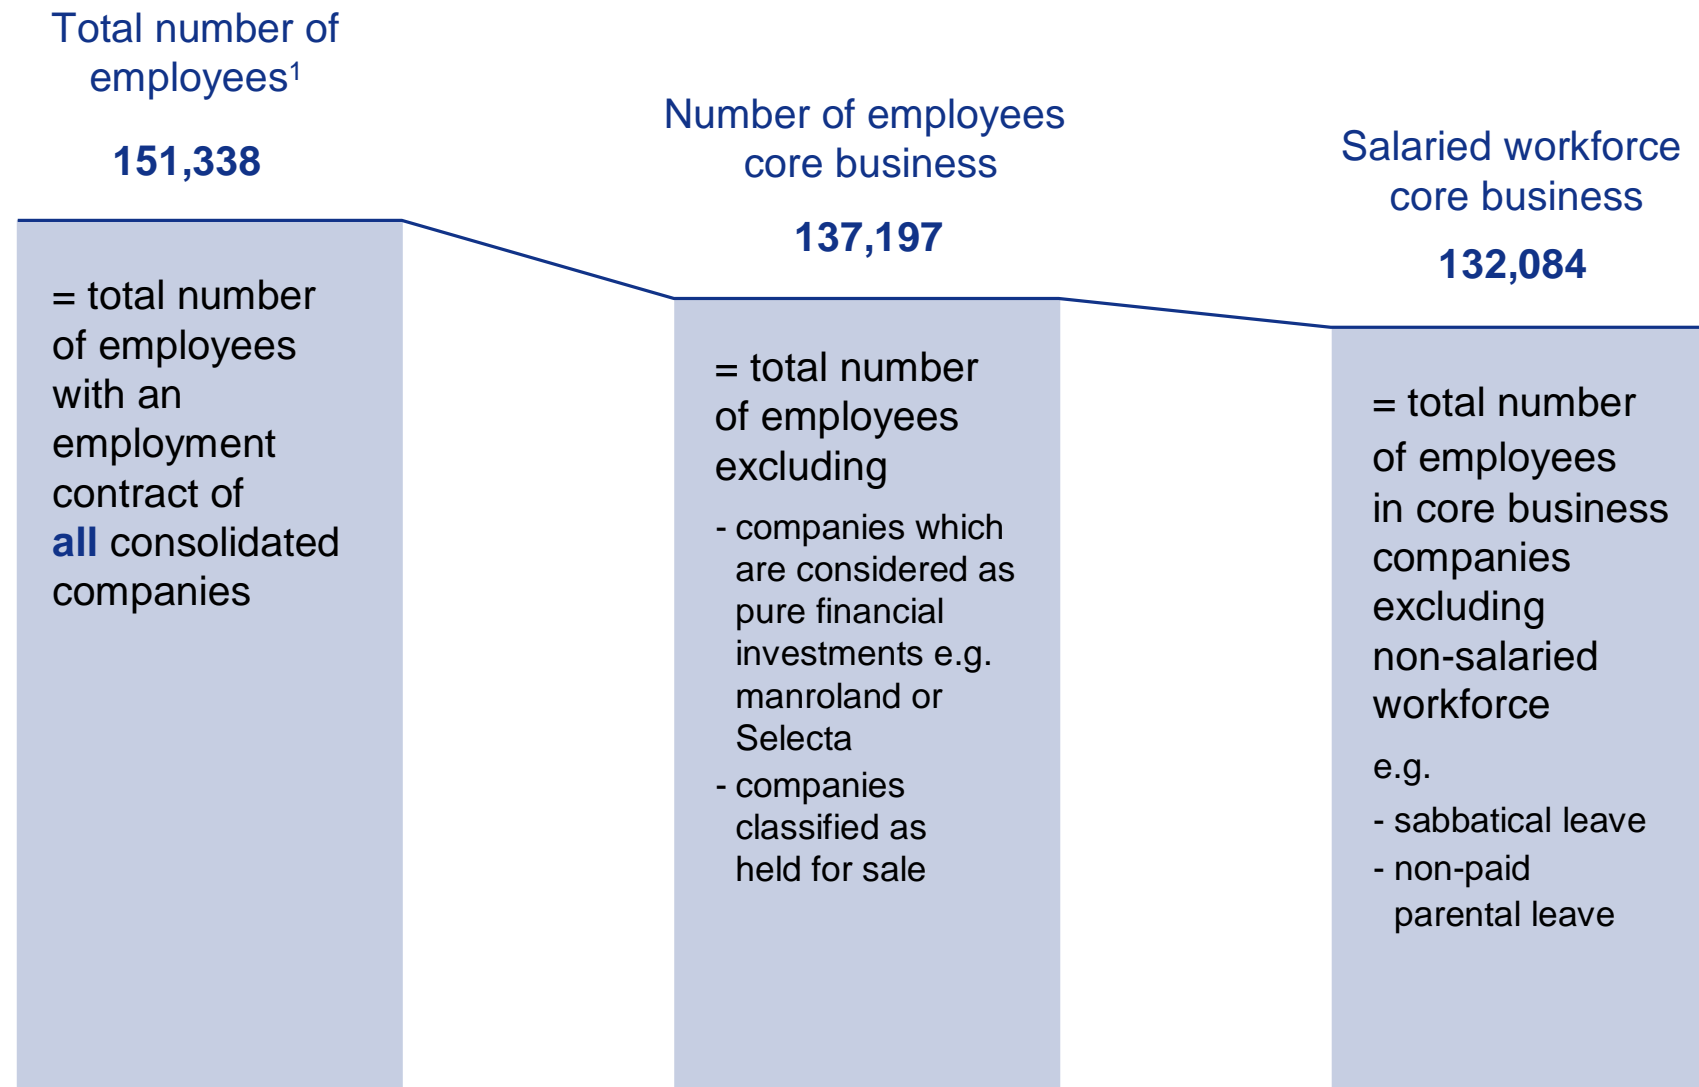 Total number of
employees¹
151,338
= total number
of employees
with an
employment
contract of
all consolidated
companies
Number of employees
core business
137,197
= total number
of employees
excluding
- companies which
are considered as
pure financial
investments e.g.
manroland or
Selecta
- companies
classified as
held for sale
Salaried workforce
core business
132,084
= total number
of employees
in core business
companies
excluding
non-salaried
workforce
e.g.
- sabbatical leave
- non-paid
parental leave